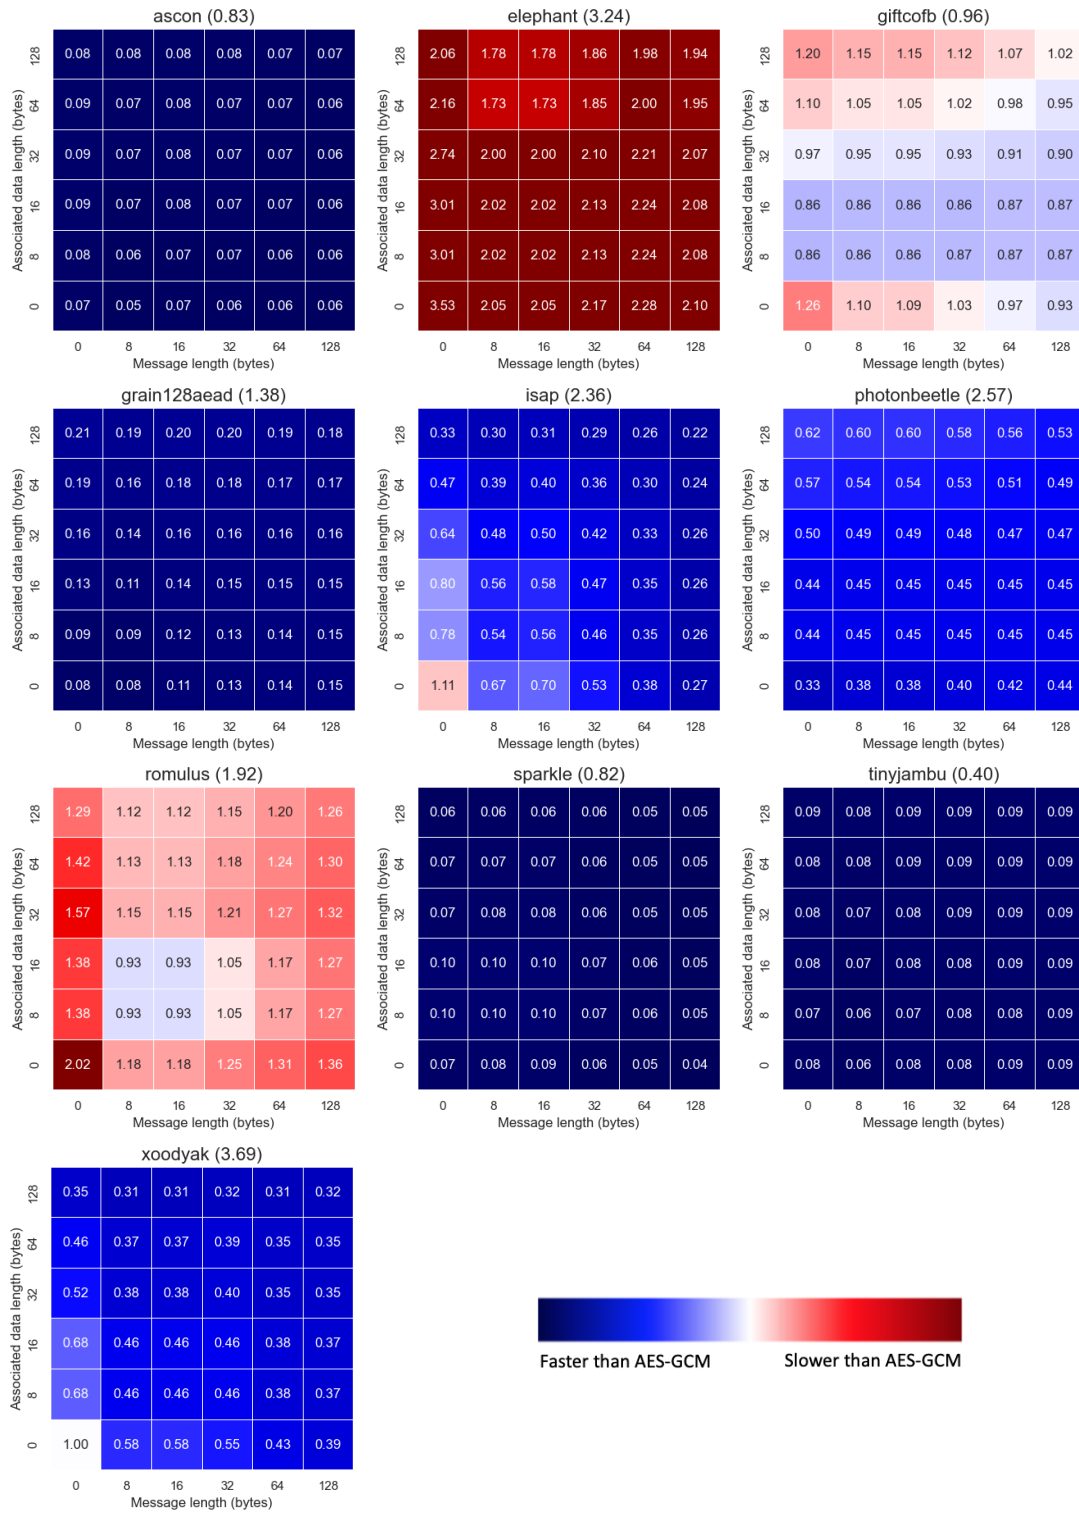 ascon (0.83)
Associated data length (bytes)
128 0.08 0.08 0.08 0.08 0.07 0.07
64 0.09 0.07 0.08 0.07 0.07 0.06
32 0.09 0.07 0.08 0.07 0.07 0.06
16 0.09 0.07 0.08 0.07 0.07 0.06
8 0.08 0.06 0.07 0.07 0.06 0.06
0 0.07 0.05 0.07 0.06 0.06 0.06
0 8 16 32 64 128
Message length (bytes)
elephant (3.24)
Associated data length (bytes)
128 2.06 1.78 1.78 1.86 1.98 1.94
64 2.16 1.73 1.73 1.85 2.00 1.95
32 2.74 2.00 2.00 2.10 2.21 2.07
16 3.01 2.02 2.02 2.13 2.24 2.08
8 3.01 2.02 2.02 2.13 2.24 2.08
0 3.53 2.05 2.05 2.17 2.28 2.10
0 8 16 32 64 128
Message length (bytes)
giftcofb (0.96)
Associated data length (bytes)
128 1.20 1.15 1.15 1.12 1.07 1.02
64 1.10 1.05 1.05 1.02 0.98 0.95
32 0.97 0.95 0.95 0.93 0.91 0.90
16 0.86 0.86 0.86 0.86 0.87 0.87
8 0.86 0.86 0.86 0.87 0.87 0.87
0 1.26 1.10 1.09 1.03 0.97 0.93
0 8 16 32 64 128
Message length (bytes)
grain128aead (1.38)
Associated data length (bytes)
128 0.21 0.19 0.20 0.20 0.19 0.18
64 0.19 0.16 0.18 0.18 0.17 0.17
32 0.16 0.14 0.16 0.16 0.16 0.16
16 0.13 0.11 0.14 0.15 0.15 0.15
8 0.09 0.09 0.12 0.13 0.14 0.15
0 0.08 0.08 0.11 0.13 0.14 0.15
0 8 16 32 64 128
Message length (bytes)
isap (2.36)
Associated data length (bytes)
128 0.33 0.30 0.31 0.29 0.26 0.22
64 0.47 0.39 0.40 0.36 0.30 0.24
32 0.64 0.48 0.50 0.42 0.33 0.26
16 0.80 0.56 0.58 0.47 0.35 0.26
8 0.78 0.54 0.56 0.46 0.35 0.26
0 1.11 0.67 0.70 0.53 0.38 0.27
0 8 16 32 64 128
Message length (bytes)
photonbeetle (2.57)
Associated data length (bytes)
128 0.62 0.60 0.60 0.58 0.56 0.53
64 0.57 0.54 0.54 0.53 0.51 0.49
32 0.50 0.49 0.49 0.48 0.47 0.47
16 0.44 0.45 0.45 0.45 0.45 0.45
8 0.44 0.45 0.45 0.45 0.45 0.45
0 0.33 0.38 0.38 0.40 0.42 0.44
0 8 16 32 64 128
Message length (bytes)
romulus (1.92)
Associated data length (bytes)
128 1.29 1.12 1.12 1.15 1.20 1.26
64 1.42 1.13 1.13 1.18 1.24 1.30
32 1.57 1.15 1.15 1.21 1.27 1.32
16 1.38 0.93 0.93 1.05 1.17 1.27
8 1.38 0.93 0.93 1.05 1.17 1.27
0 2.02 1.18 1.18 1.25 1.31 1.36
0 8 16 32 64 128
Message length (bytes)
sparkle (0.82)
Associated data length (bytes)
128 0.06 0.06 0.06 0.06 0.05 0.05
64 0.07 0.07 0.07 0.06 0.05 0.05
32 0.07 0.08 0.08 0.06 0.05 0.05
16 0.10 0.10 0.10 0.07 0.06 0.05
8 0.10 0.10 0.10 0.07 0.06 0.05
0 0.07 0.08 0.09 0.06 0.05 0.04
0 8 16 32 64 128
Message length (bytes)
tinyjambu (0.40)
Associated data length (bytes)
128 0.09 0.08 0.09 0.09 0.09 0.09
64 0.08 0.08 0.09 0.09 0.09 0.09
32 0.08 0.07 0.08 0.09 0.09 0.09
16 0.08 0.07 0.08 0.08 0.09 0.09
8 0.07 0.06 0.07 0.08 0.08 0.09
0 0.08 0.06 0.08 0.08 0.09 0.09
0 8 16 32 64 128
Message length (bytes)
xoodyak (3.69)
Associated data length (bytes)
128 0.35 0.31 0.31 0.32 0.31 0.32
64 0.46 0.37 0.37 0.39 0.35 0.35
32 0.52 0.38 0.38 0.40 0.35 0.35
16 0.68 0.46 0.46 0.46 0.38 0.37
8 0.68 0.46 0.46 0.46 0.38 0.37
0 1.00 0.58 0.58 0.55 0.43 0.39
0 8 16 32 64 128
Message length (bytes)
Faster than AES-GCM
Slower than AES-GCM